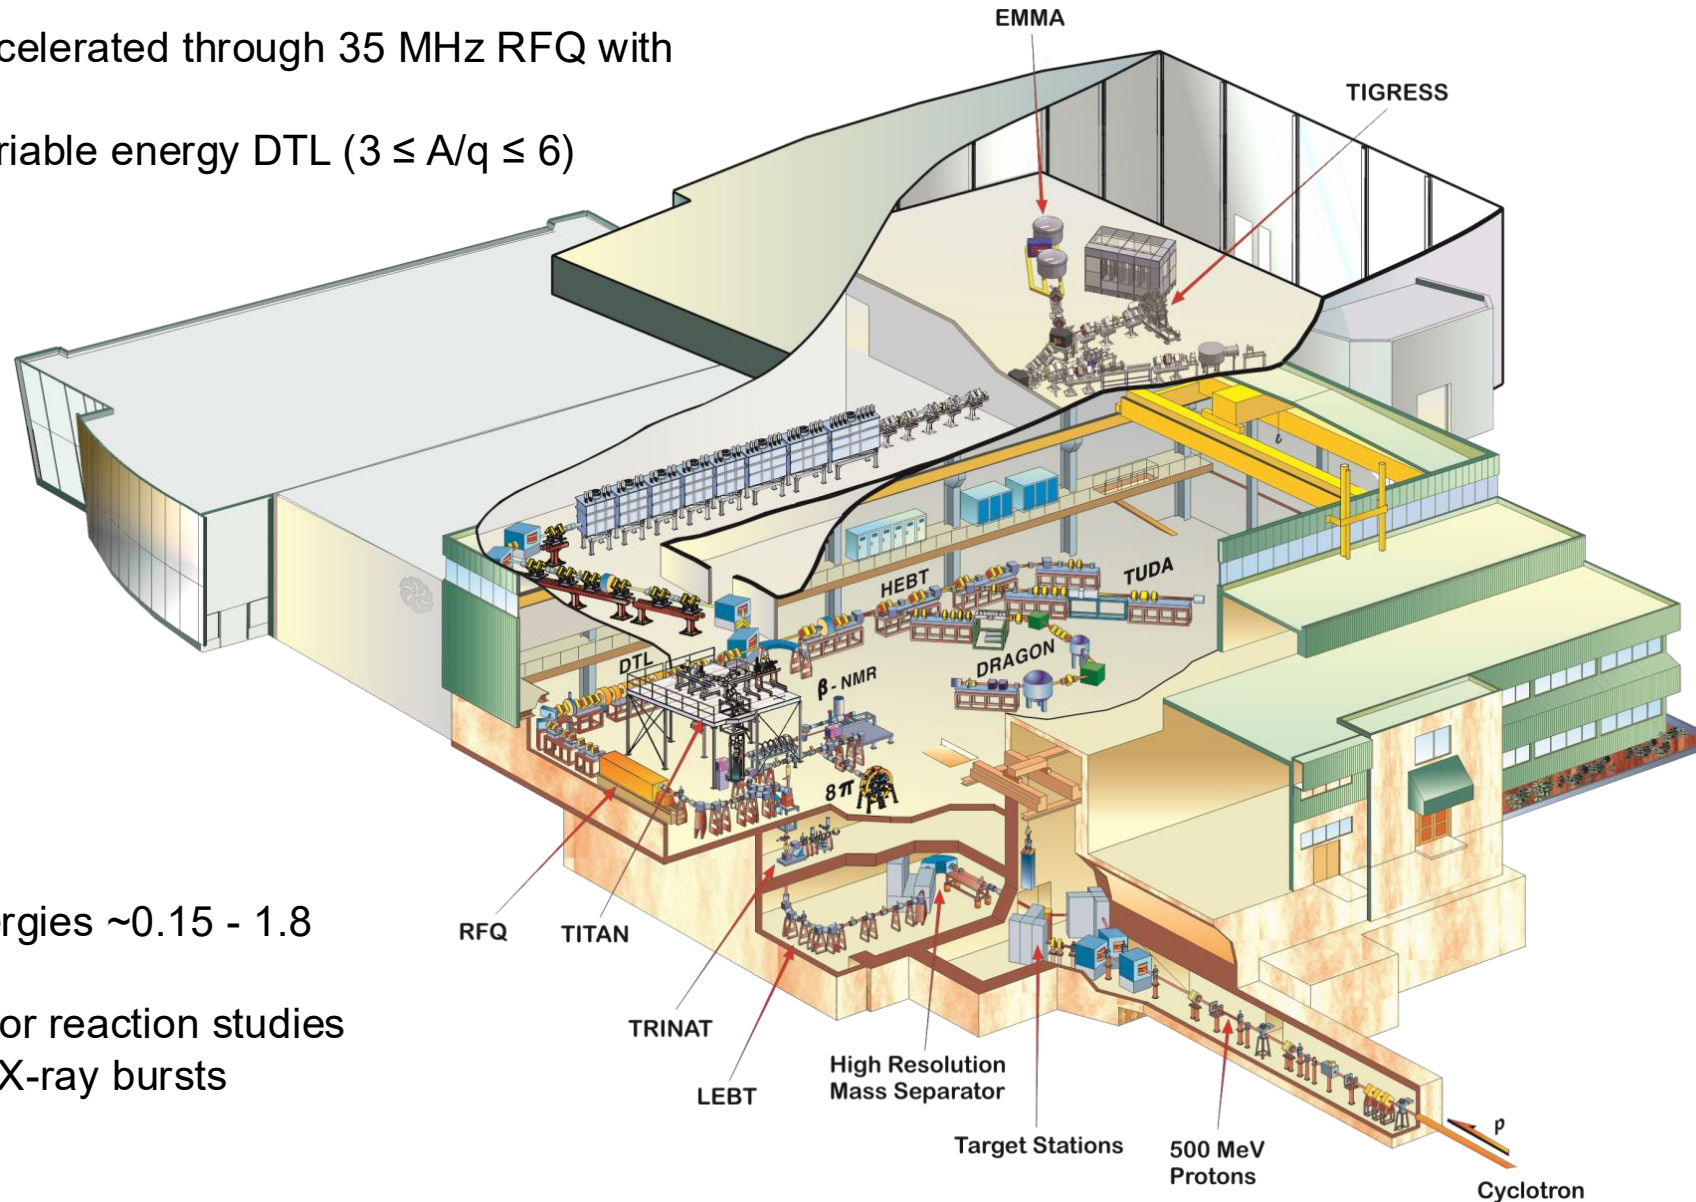 celerated through 35 MHz RFQ with
riable energy DTL (3 ≤ A/q ≤ 6)
EMMA
TIGRESS
HEBT
TUDA
DTL
β - NMR
DRAGON
8π
RFQ
TITAN
TRINAT
LEBT
High Resolution
Mass Separator
Target Stations
500 MeV
Protons
p
Cyclotron
ergies ~0.15 - 1.8
or reaction studies
X-ray bursts